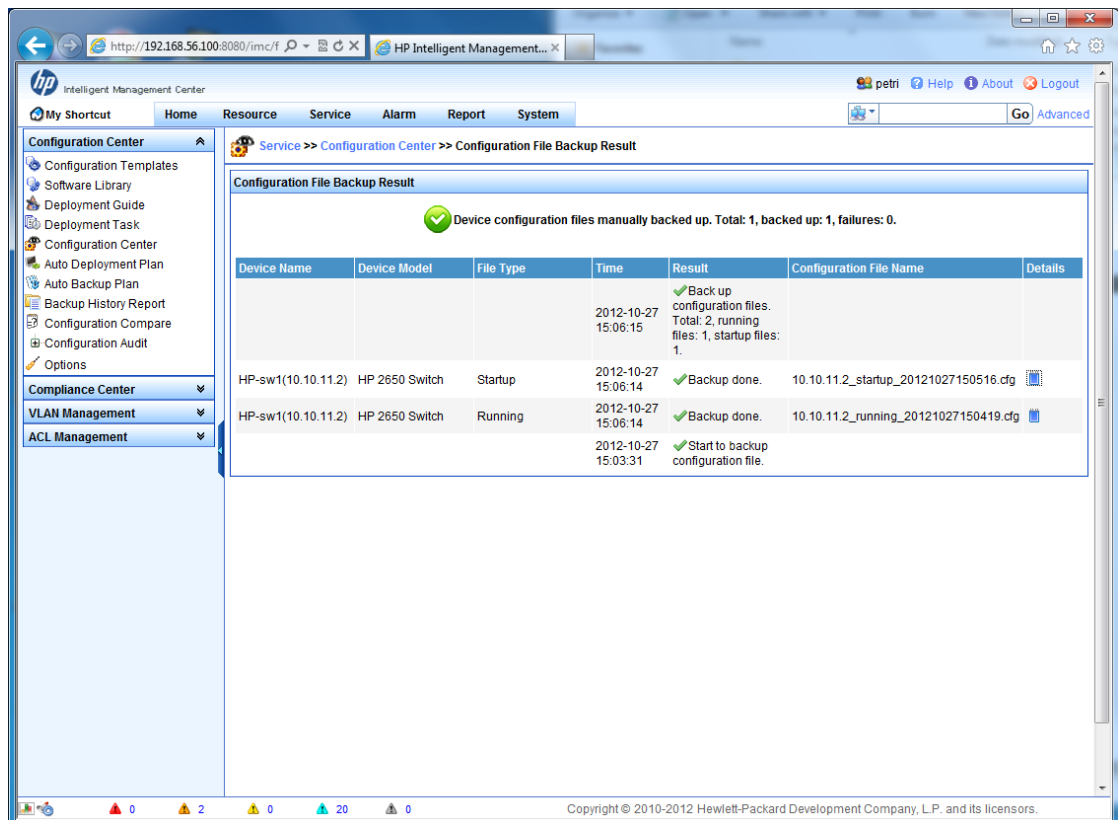 http://192.168.56.100:8080/imc/f
HP Intelligent Management...
hp Intelligent Management Center
petri Help About Logout
My Shortcut Home Resource Service Alarm Report System Go Advanced
Configuration Center
Configuration Templates
Software Library
Deployment Guide
Deployment Task
Configuration Center
Auto Deployment Plan
Auto Backup Plan
Backup History Report
Configuration Compare
Configuration Audit
Options
Compliance Center
VLAN Management
ACL Management
Service >> Configuration Center >> Configuration File Backup Result
Configuration File Backup Result
Device configuration files manually backed up. Total: 1, backed up: 1, failures: 0.
Device Name Device Model File Type Time Result Configuration File Name Details
2012-10-27
15:06:15
Back up
configuration files.
Total: 2, running
files: 1, startup files:
1.
HP-sw1(10.10.11.2) HP 2650 Switch Startup 2012-10-27
15:06:14
Backup done. 10.10.11.2_startup_20121027150516.cfg
HP-sw1(10.10.11.2) HP 2650 Switch Running 2012-10-27
15:06:14
Backup done. 10.10.11.2_running_20121027150419.cfg
2012-10-27
15:03:31
Start to backup
configuration file.
0 2 0 20 0
Copyright © 2010-2012 Hewlett-Packard Development Company, L.P. and its licensors.